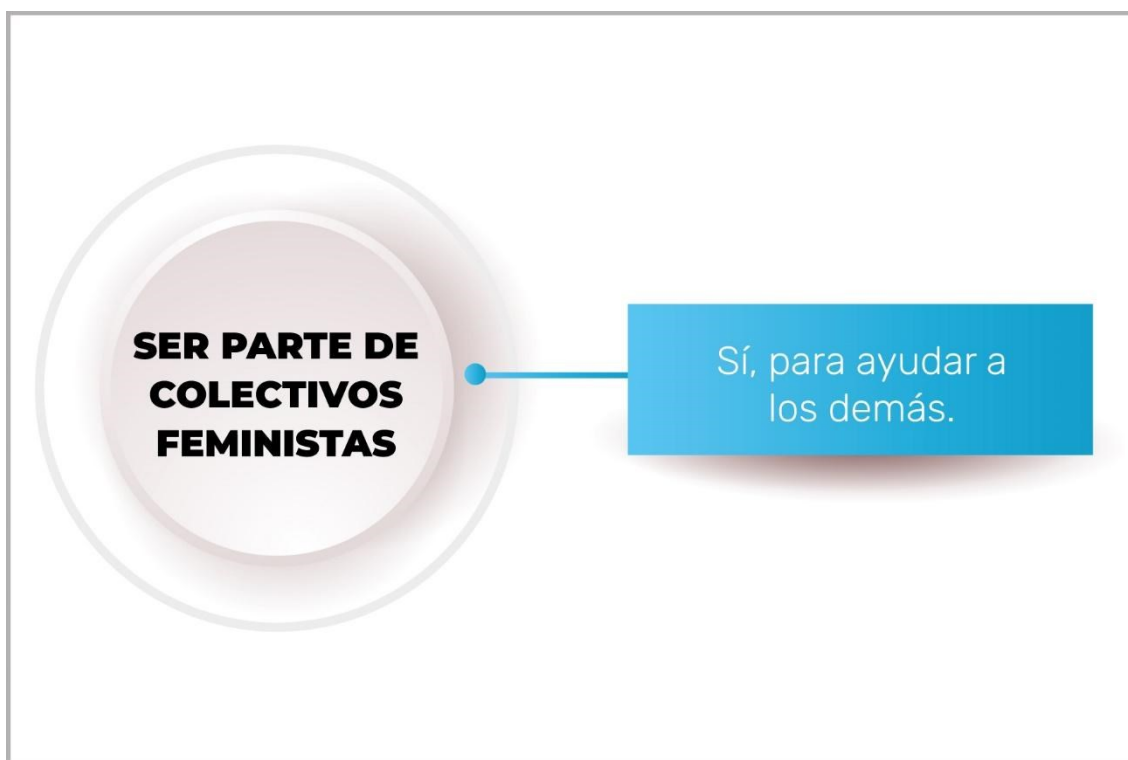 SER PARTE DE
COLECTIVOS
FEMINISTAS
Sí, para ayudar a
los demás.